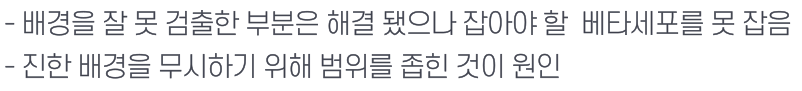 - 배경을 잘 못 검출한 부분은 해결 됐으나 잡아야 할  베타세포를 못 잡음
- 진한 배경을 무시하기 위해 범위를 좁힌 것이 원인